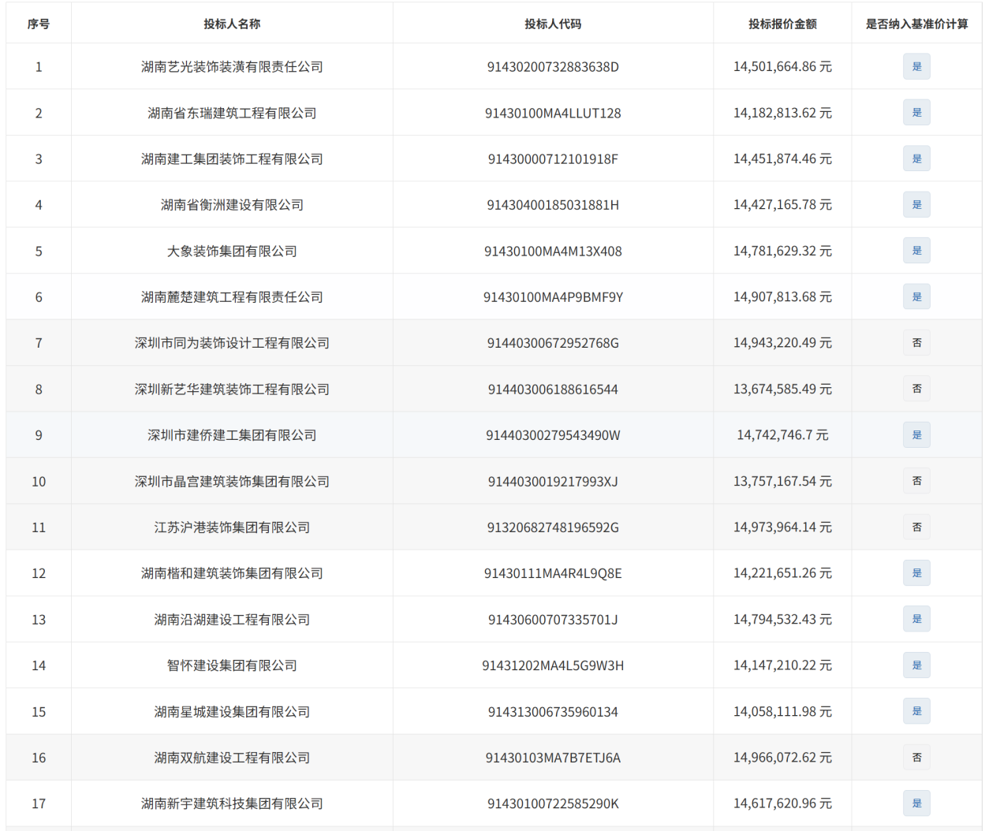 序号 投标人名称 投标人代码 投标报价金额 是否纳入基准价计算
1 湖南艺光装饰装潢有限责任公司 91430200732883638D 14,501,664.86 元 是
2 湖南省东瑞建筑工程有限公司 91430100MA4LLUT128 14,182,813.62 元 是
3 湖南建工集团装饰工程有限公司 91430000712101918F 14,451,874.46 元 是
4 湖南省衡洲建设有限公司 91430400185031881H 14,427,165.78 元 是
5 大象装饰集团有限公司 91430100MA4M13X408 14,781,629.32 元 是
6 湖南麓楚建筑工程有限责任公司 91430100MA4P9BMF9Y 14,907,813.68 元 是
7 深圳市同为装饰设计工程有限公司 91440300672952768G 14,943,220.49 元 否
8 深圳新艺华建筑装饰工程有限公司 914403006188616544 13,674,585.49 元 否
9 深圳市建侨建工集团有限公司 91440300279543490W 14,742,746.7 元 是
10 深圳市晶宫建筑装饰集团有限公司 9144030019217993XJ 13,757,167.54 元 否
11 江苏沪港装饰集团有限公司 91320682748196592G 14,973,964.14 元 否
12 湖南楷和建筑装饰集团有限公司 91430111MA4R4L9Q8E 14,221,651.26 元 是
13 湖南沿湖建设工程有限公司 91430600707335701J 14,794,532.43 元 是
14 智怀建设集团有限公司 91431202MA4L5G9W3H 14,147,210.22 元 是
15 湖南星城建设集团有限公司 914313006735960134 14,058,111.98 元 是
16 湖南双航建设工程有限公司 91430103MA7B7ETJ6A 14,966,072.62 元 否
17 湖南新宇建筑科技集团有限公司 91430100722585290K 14,617,620.96 元 是